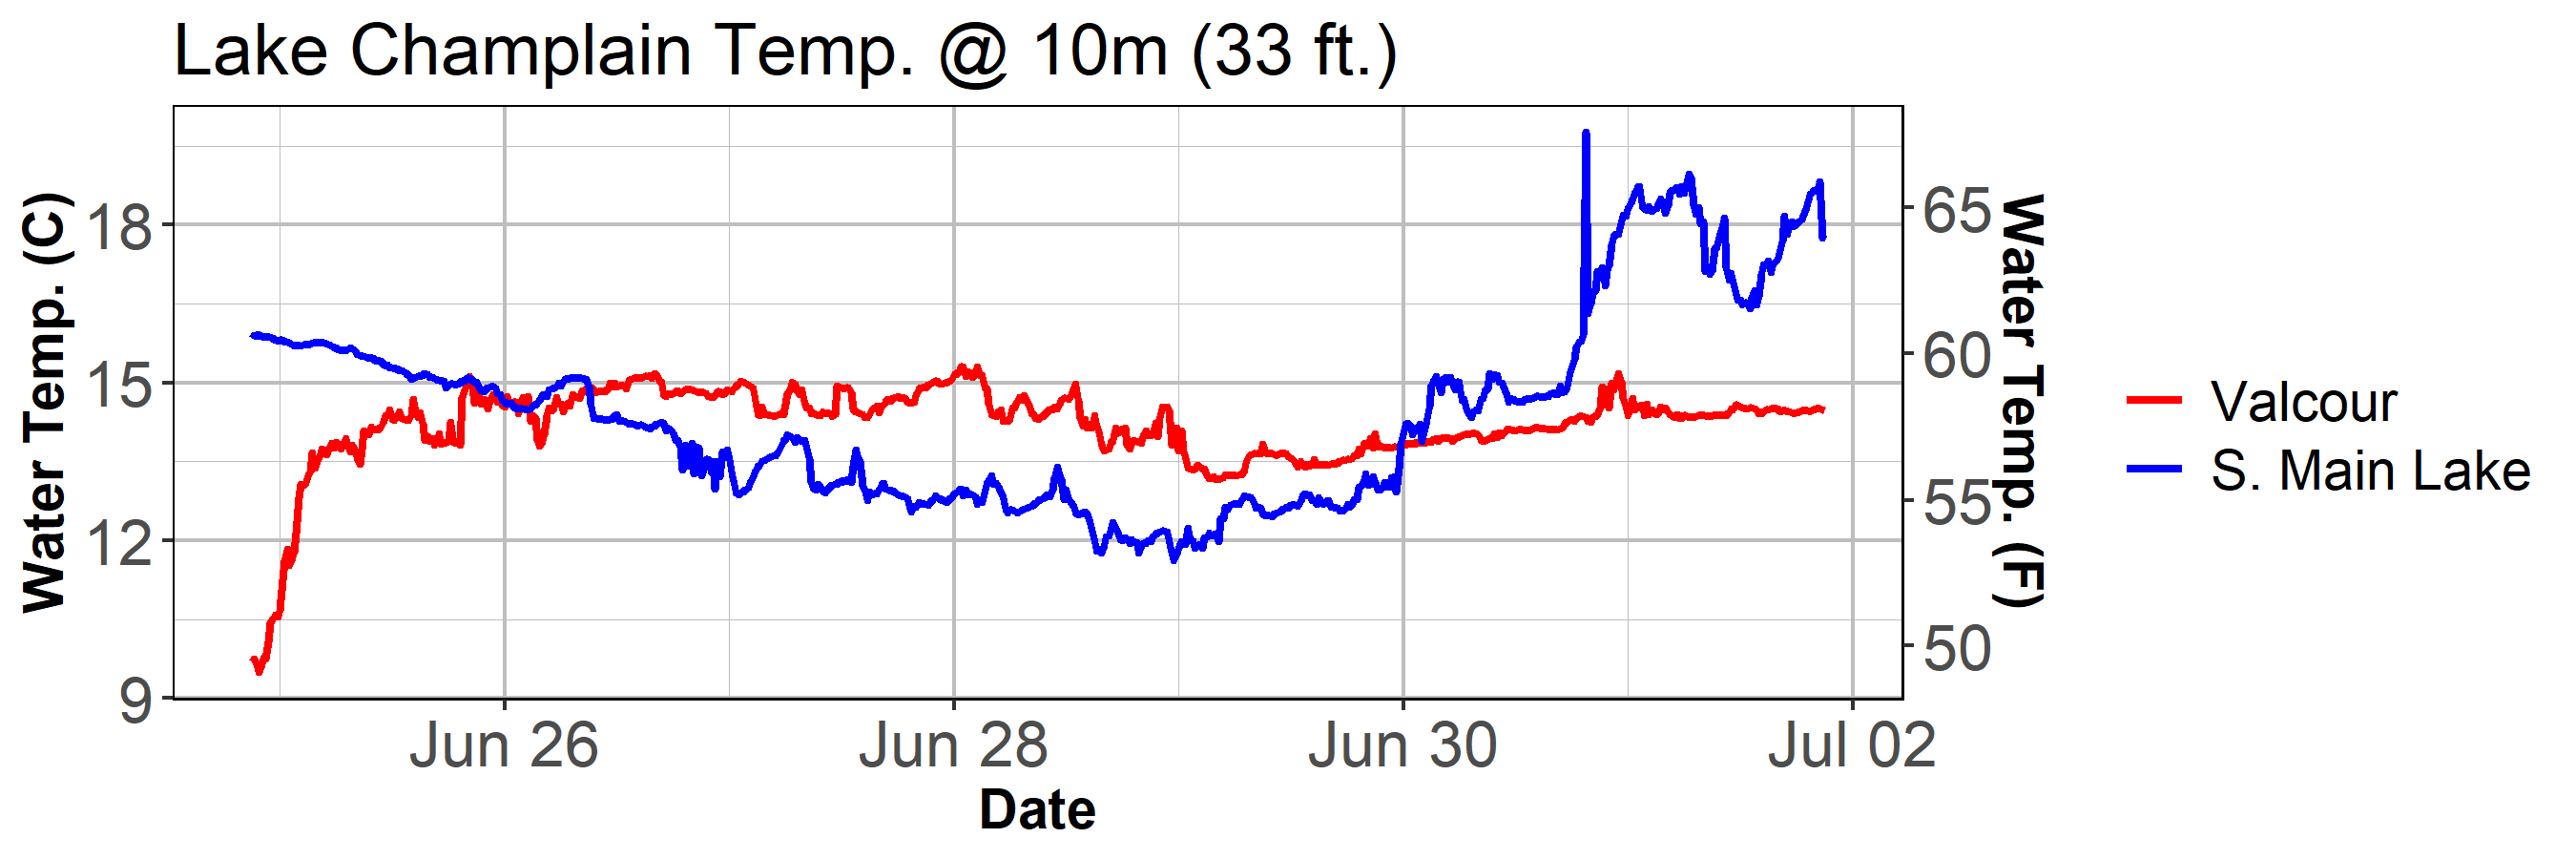 Lake Champlain Temp. @ 10m (33 ft.)
Water Temp. (C)
18
15
12
9
65
60
55
50
Water Temp. (F)
Jun 26
Jun 28
Jun 30
Jul 02
Date
Valcour
S. Main Lake